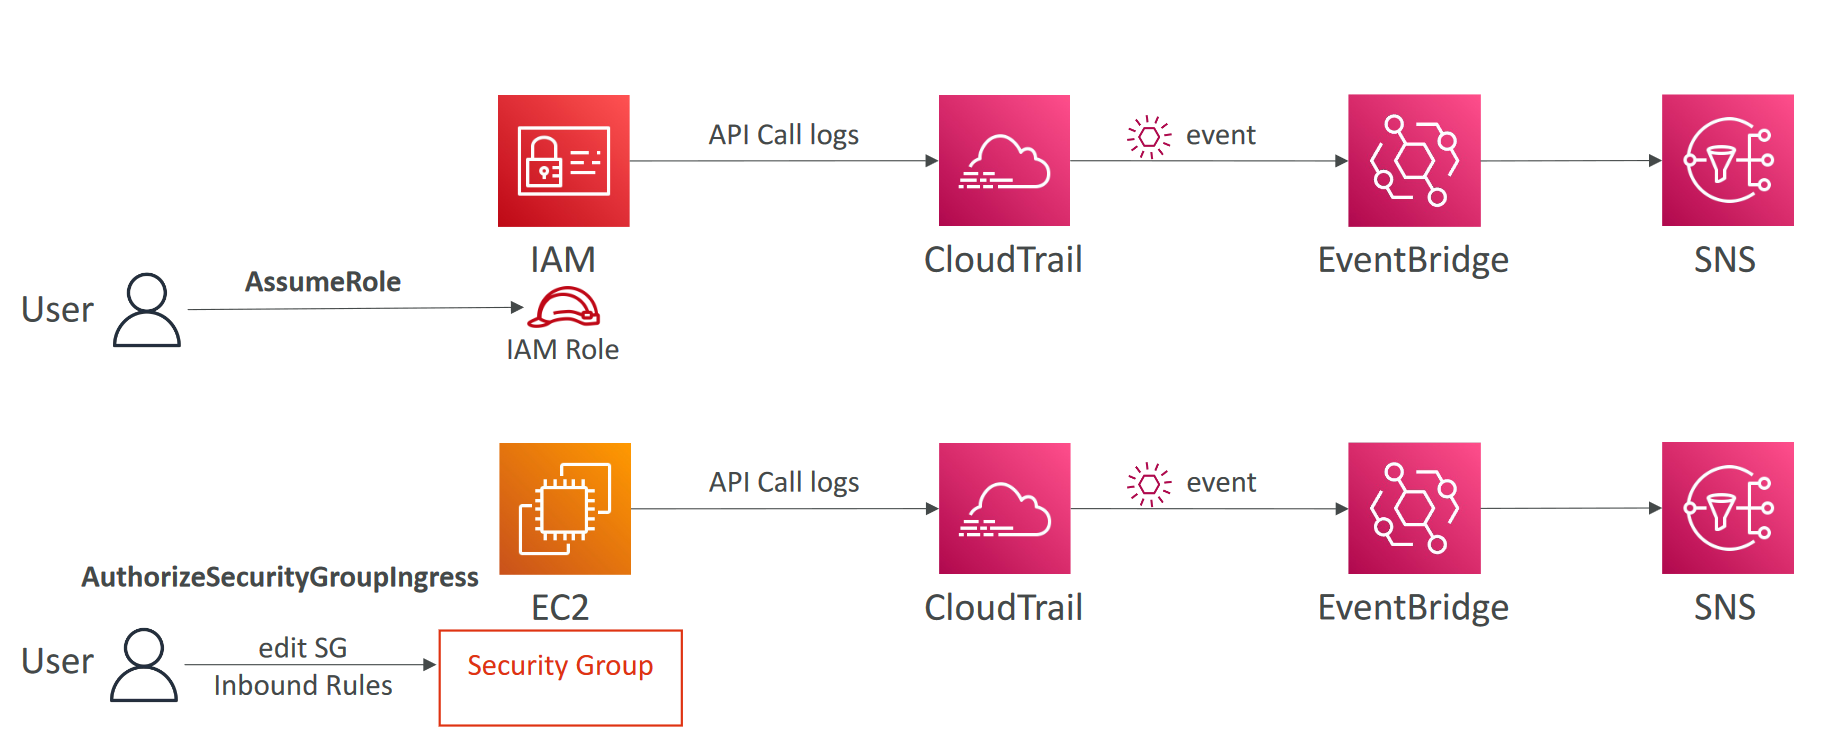 API Call logs
event
IAM
CloudTrail
EventBridge
SNS
User
AssumeRole
IAM Role
API Call logs
event
AuthorizeSecurityGroupIngress
EC2
CloudTrail
EventBridge
SNS
User
edit SG
Inbound Rules
Security Group